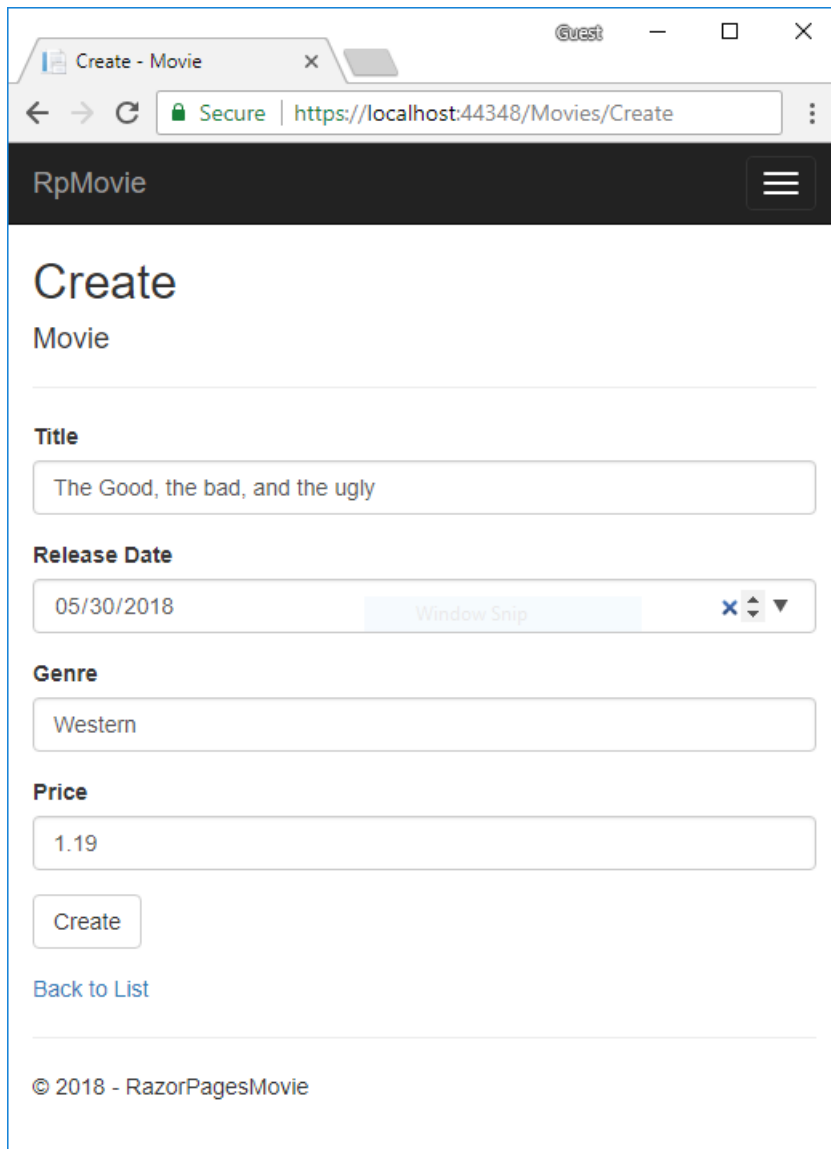 Guest
Create - Movie
Secure | https://localhost:44348/Movies/Create
RpMovie
Create
Movie
Title
The Good, the bad, and the ugly
Release Date
05/30/2018
Window Snip
Genre
Western
Price
1.19
Create
Back to List
© 2018 - RazorPagesMovie